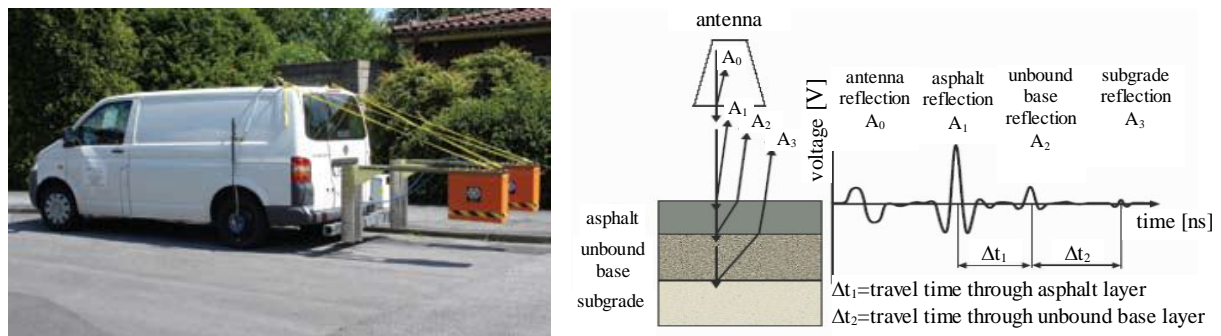 antenna
A₀
A₁
A₂
A₃
asphalt
unbound
base
subgrade
voltage [V]
antenna
reflection
A₀
asphalt
reflection
A₁
unbound
base
reflection
A₂
subgrade
reflection
A₃
time [ns]
Δt₁
Δt₂
Δt₁=travel time through asphalt layer
Δt₂=travel time through unbound base layer